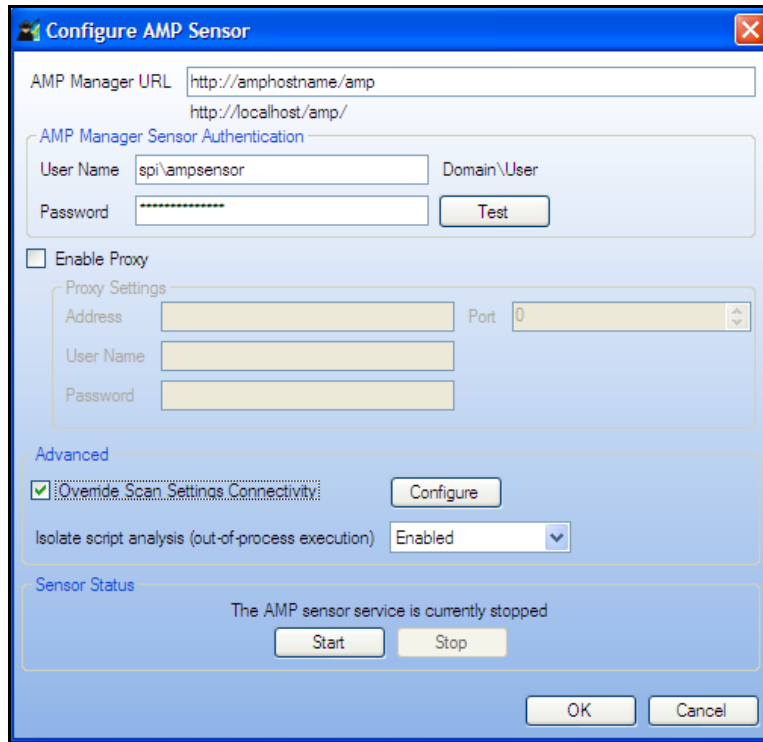 Configure AMP Sensor
AMP Manager URL http://amphostname/amp
http://localhost/amp/
AMP Manager Sensor Authentication
User Name spi\ampsensor Domain\User
Password ************** Test
Enable Proxy
Proxy Settings
Address Port 0
User Name
Password
Advanced
Override Scan Settings Connectivity Configure
Isolate script analysis (out-of-process execution) Enabled
Sensor Status
The AMP sensor service is currently stopped
Start Stop
OK Cancel